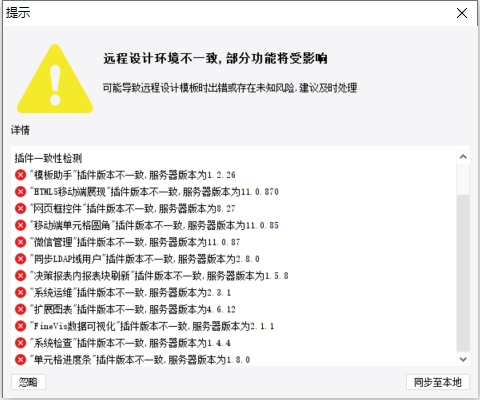 提示
远程设计环境不一致,部分功能将受影响
可能导致远程设计模板时出错或存在未知风险,建议及时处理
详情
插件一致性检测
"模板助手"插件版本不一致,服务器版本为1.2.26
"HTML5移动端展现"插件版本不一致,服务器版本为11.0.870
"网页框控件"插件版本不一致,服务器版本为8.27
"移动端单元格圆角"插件版本不一致,服务器版本为11.0.85
"微信管理"插件版本不一致,服务器版本为11.0.87
"同步LDAP域用户"插件版本不一致,服务器版本为2.8.0
"决策报表内报表块刷新"插件版本不一致,服务器版本为1.5.8
"系统运维"插件版本不一致,服务器版本为2.3.1
"扩展图表"插件版本不一致,服务器版本为4.6.12
"FineVis数据可视化"插件版本不一致,服务器版本为2.1.1
"系统检查"插件版本不一致,服务器版本为1.4.4
"单元格进度条"插件版本不一致,服务器版本为1.8.0
忽略
同步至本地